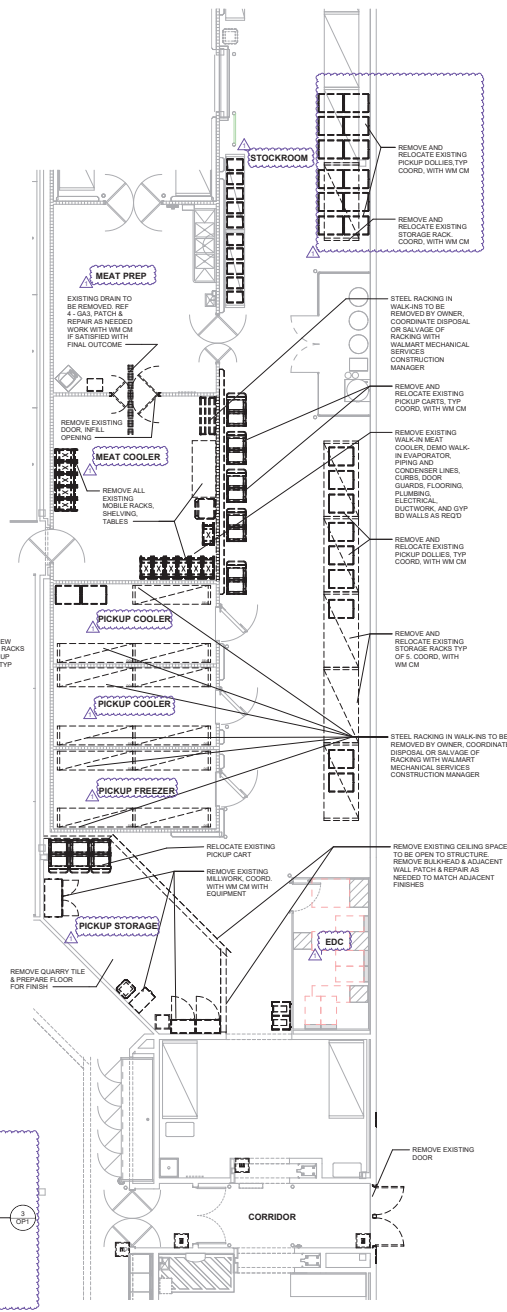 STOCKROOM
REMOVE AND
RELOCATE EXISTING
PICKUP DOLLIES,TYP
COORD, WITH WM CM
REMOVE AND
RELOCATE EXISTING
STORAGE RACK.
COORD, WITH WM CM
MEAT PREP
EXISTING DRAIN TO
BE REMOVED. REF
4 - GA3, PATCH &
REPAIR AS NEEDED
WORK WITH WM CM
IF SATISFIED WITH
FINAL OUTCOME
STEEL RACKING IN
WALK-INS TO BE
REMOVED BY OWNER,
COORDINATE DISPOSAL
OR SALVAGE OF
RACKING WITH
WALMART MECHANICAL
SERVICES
CONSTRUCTION
MANAGER
REMOVE AND
RELOCATE EXISTING
PICKUP CARTS, TYP
COORD, WITH WM CM
REMOVE EXISTING
DOOR, INFILL
OPENING
REMOVE EXISTING
WALK-IN MEAT
COOLER, DEMO WALK-
IN EVAPORATOR,
PIPING AND
CONDENSER LINES,
CURBS, DOOR
GUARDS, FLOORING,
PLUMBING,
ELECTRICAL,
DUCTWORK, AND GYP
BD WALLS AS REQ'D
MEAT COOLER
REMOVE ALL
EXISTING
MOBILE RACKS,
SHELVING,
TABLES
REMOVE AND
RELOCATE EXISTING
PICKUP DOLLIES, TYP
COORD, WITH WM CM
PICKUP COOLER
REMOVE AND
RELOCATE EXISTING
STORAGE RACKS TYP
OF 5. COORD, WITH
WM CM
EW
RACKS
UP
TYP
PICKUP COOLER
STEEL RACKING IN WALK-INS TO BE
REMOVED BY OWNER, COORDINATE
DISPOSAL OR SALVAGE OF
RACKING WITH WALMART
MECHANICAL SERVICES
CONSTRUCTION MANAGER
PICKUP FREEZER
RELOCATE EXISTING
PICKUP CART
REMOVE EXISTING CEILING SPACE
TO BE OPEN TO STRUCTURE.
REMOVE BULKHEAD & ADJACENT
WALL PATCH & REPAIR AS
NEEDED TO MATCH ADJACENT
FINISHES
REMOVE EXISTING
MILLWORK, COORD.
WITH WM CM WITH
EQUIPMENT
PICKUP STORAGE
EDC
REMOVE QUARRY TILE
& PREPARE FLOOR
FOR FINISH
REMOVE EXISTING
DOOR
3
OP1
CORRIDOR